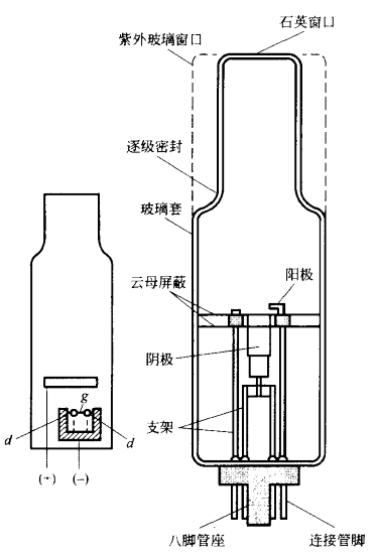 石英窗口
紫外玻璃窗口
逐级密封
玻璃套
云母屏蔽
阳极
阴极
支架
g
d
d
(+)
(−)
八脚管座
连接管脚